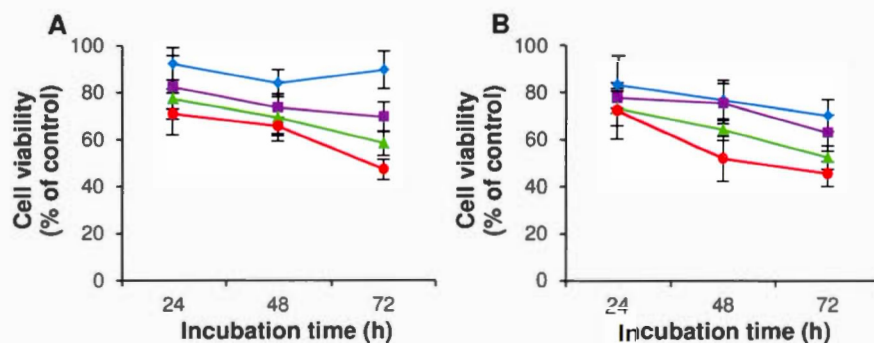 A
Cell viability
(% of control)
100
80
60
40
20
0
24 48 72
Incubation time (h)
B
Cell viability
(% of control)
100
80
60
40
20
0
24 48 72
Incubation time (h)